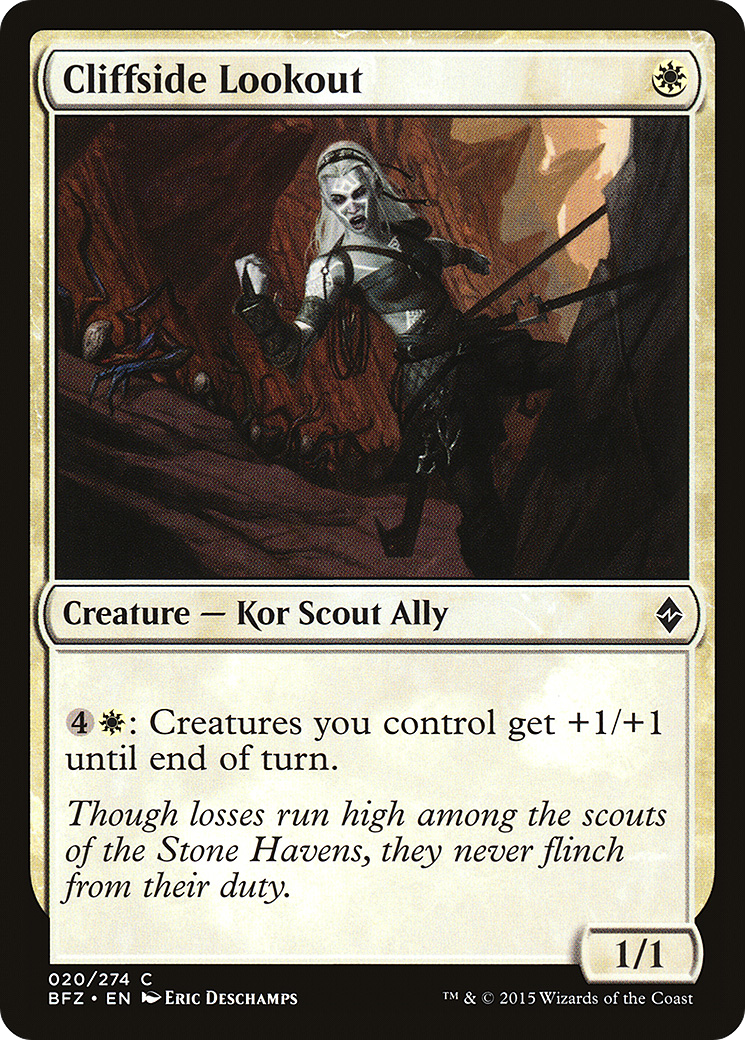 Cliffside Lookout
Creature — Kor Scout Ally
4 : Creatures you control get +1/+1
until end of turn.
Though losses run high among the scouts
of the Stone Havens, they never flinch
from their duty.
1/1
020/274 C
BFZ • EN Eric Deschamps
™ & © 2015 Wizards of the Coast